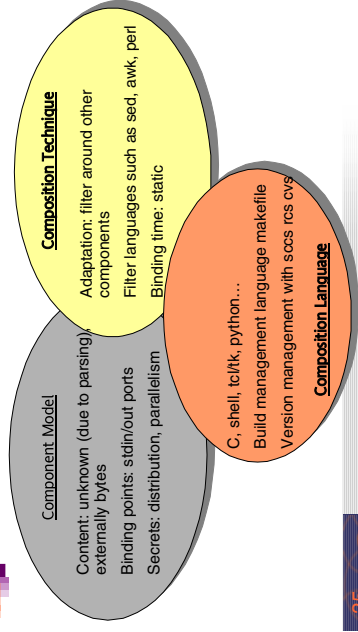 Component Model
Content: unknown (due to parsing),
externally bytes
Binding points: stdin/out ports
Secrets: distribution, parallelism
Composition Technique
Adaptation: filter around other
components
Filter languages such as sed, awk, perl
Binding time: static
C, shell, tcl/tk, python…
Build management language makefile
Version management with sccs rcs cvs
Composition Language